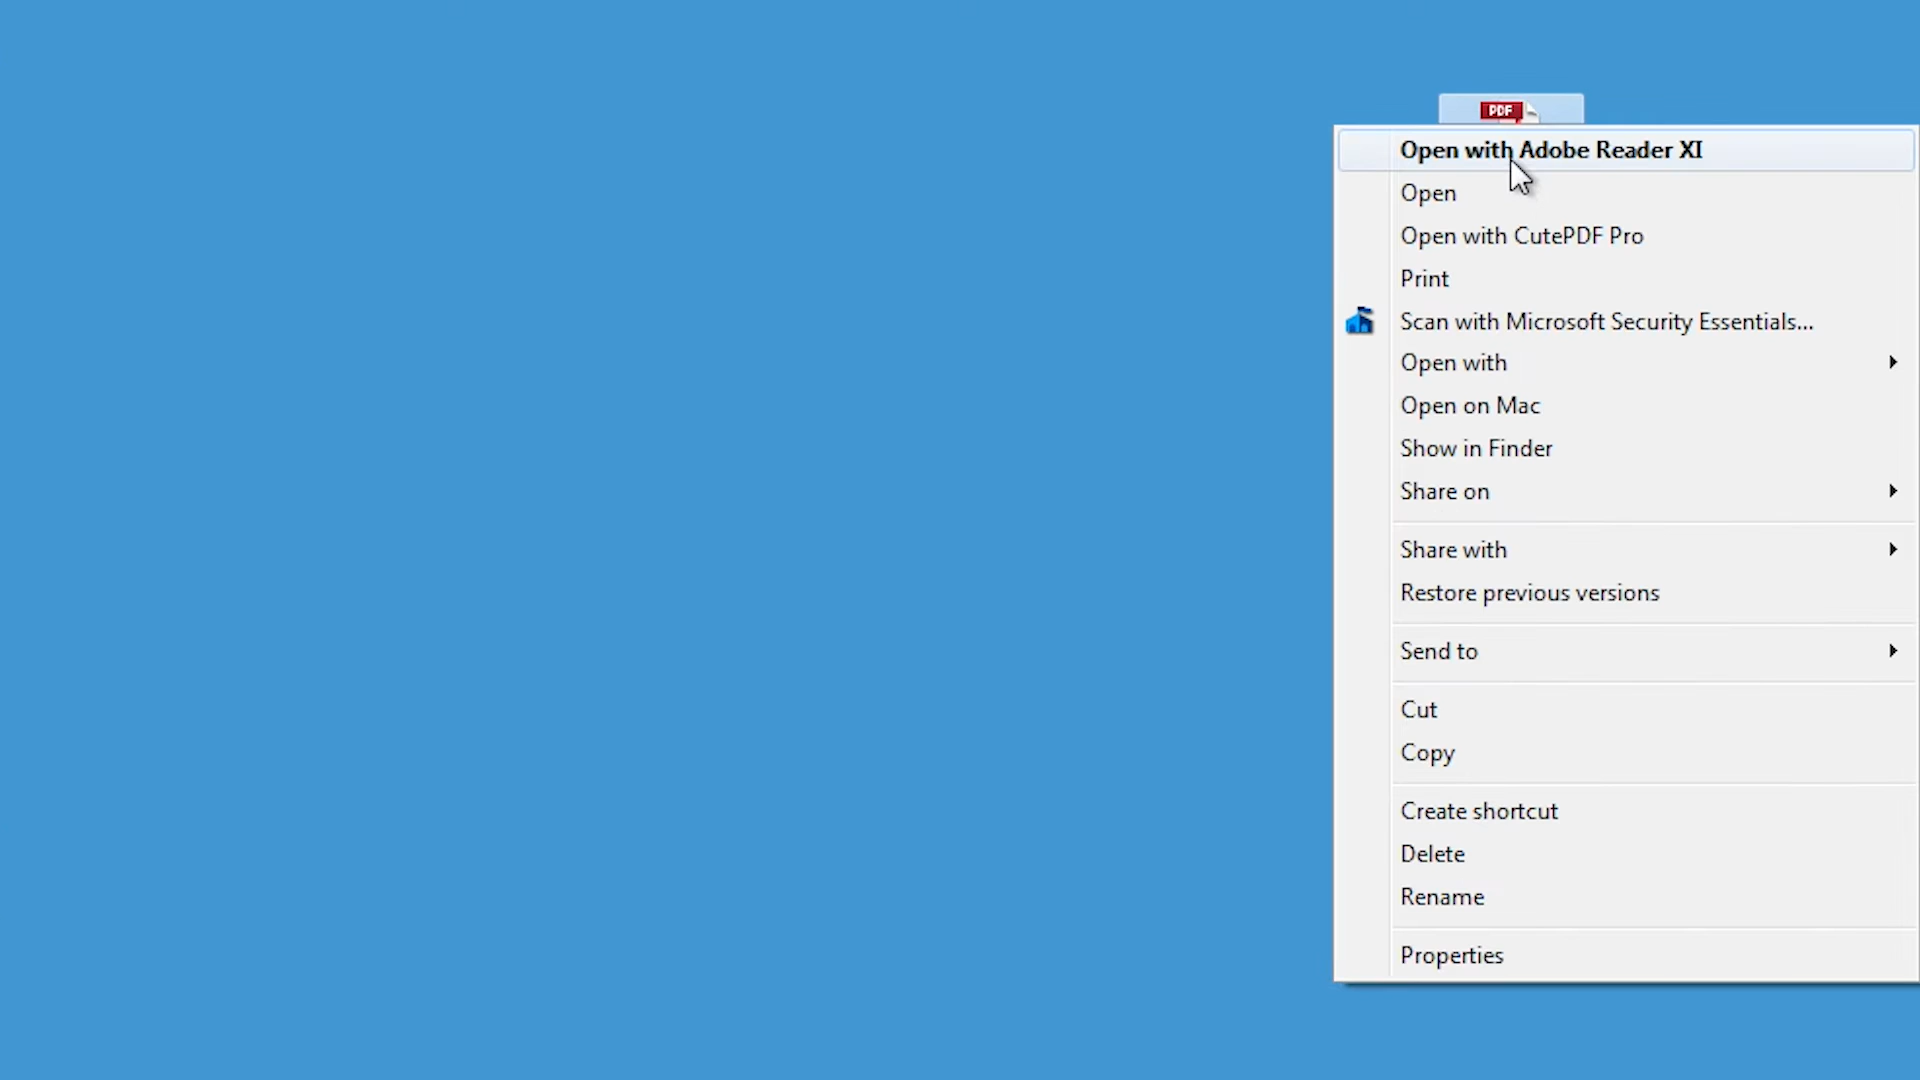 PDF
Open with Adobe Reader XI
Open
Open with CutePDF Pro
Print
Scan with Microsoft Security Essentials...
Open with
Open on Mac
Show in Finder
Share on
Share with
Restore previous versions
Send to
Cut
Copy
Create shortcut
Delete
Rename
Properties